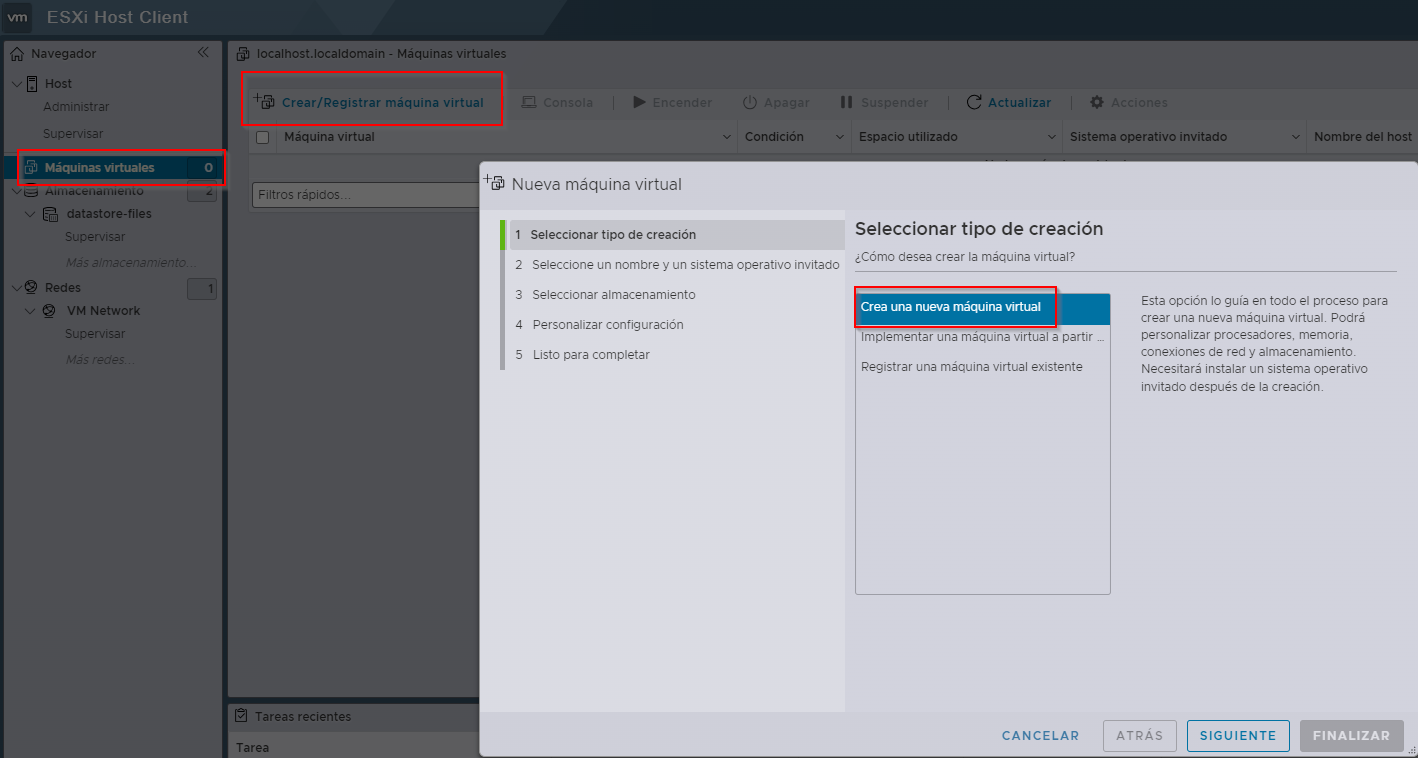 vm ESXi Host Client
Navegador
Host
Administrar
Supervisar
Máquinas virtuales 0
Almacenamiento 2
datastore-files
Supervisar
Más almacenamiento...
Redes 1
VM Network
Supervisar
Más redes...
localhost.localdomain - Máquinas virtuales
Crear/Registrar máquina virtual Consola Encender Apagar Suspender Actualizar Acciones
Máquina virtual Condición Espacio utilizado Sistema operativo invitado Nombre del host
Filtros rápidos...
Nueva máquina virtual
1 Seleccionar tipo de creación
2 Seleccione un nombre y un sistema operativo invitado
3 Seleccionar almacenamiento
4 Personalizar configuración
5 Listo para completar
Seleccionar tipo de creación
¿Cómo desea crear la máquina virtual?
Crea una nueva máquina virtual
Implementar una máquina virtual a partir ...
Registrar una máquina virtual existente
Esta opción lo guía en todo el proceso para
crear una nueva máquina virtual. Podrá
personalizar procesadores, memoria,
conexiones de red y almacenamiento.
Necesitará instalar un sistema operativo
invitado después de la creación.
CANCELAR ATRÁS SIGUIENTE FINALIZAR
Tareas recientes
Tarea